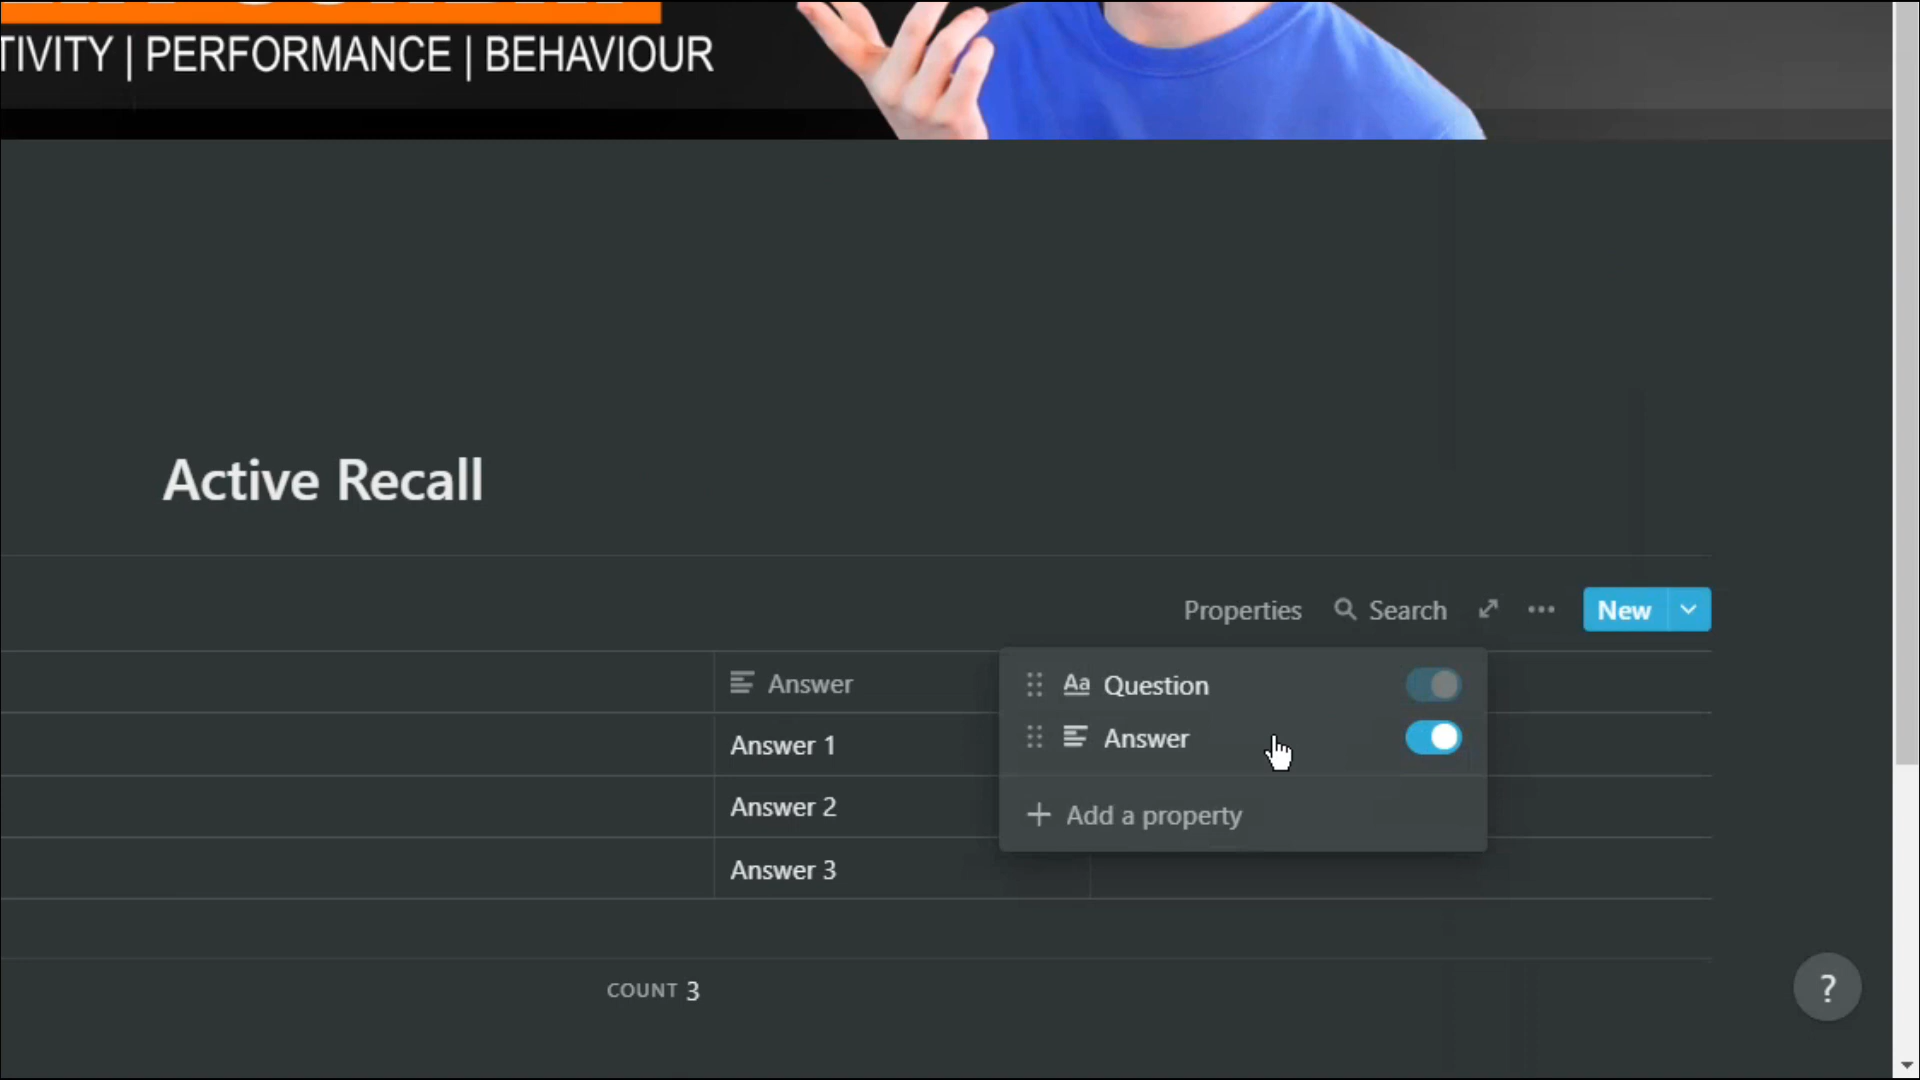 TIVITY | PERFORMANCE | BEHAVIOUR
Active Recall
Properties Search ••• New
Answer
Aa Question
Answer 1
Answer
Answer 2
+ Add a property
Answer 3
COUNT 3
?